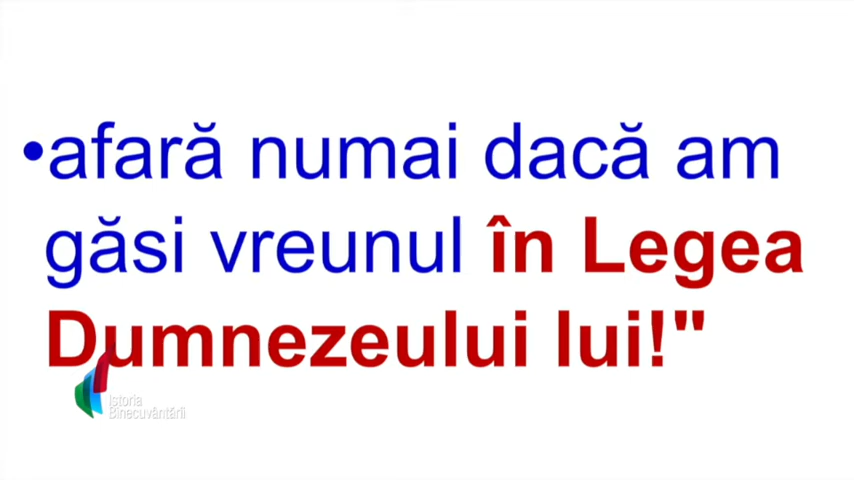 •afară numai dacă am
găsi vreunul în Legea
Dumnezeului lui!"
Istoria
Binecuvântării